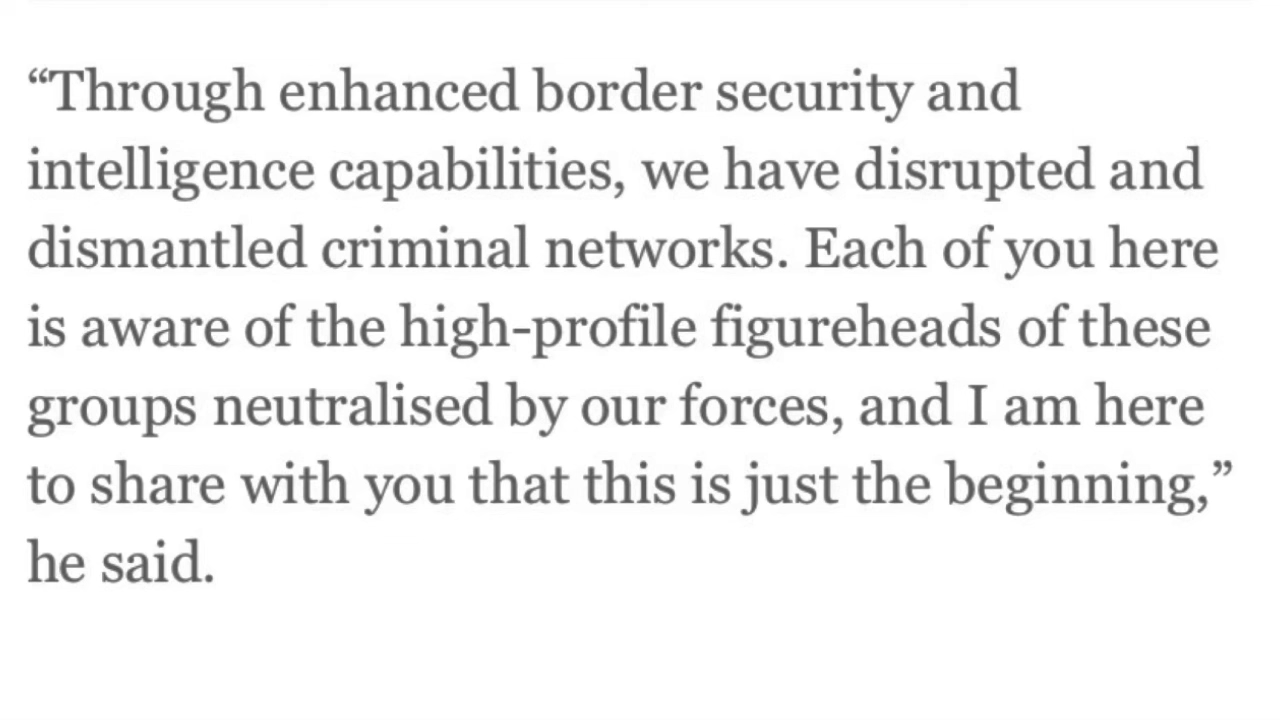 “Through enhanced border security and
intelligence capabilities, we have disrupted and
dismantled criminal networks. Each of you here
is aware of the high-profile figureheads of these
groups neutralised by our forces, and I am here
to share with you that this is just the beginning,”
he said.